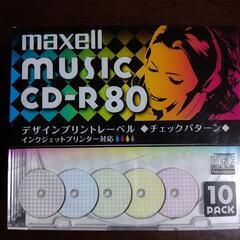 maxell
MUSIC
CD-R 80
デザインプリントレーベル ◆チェックパターン◆
インクジェットプリンター対応
10
PACK